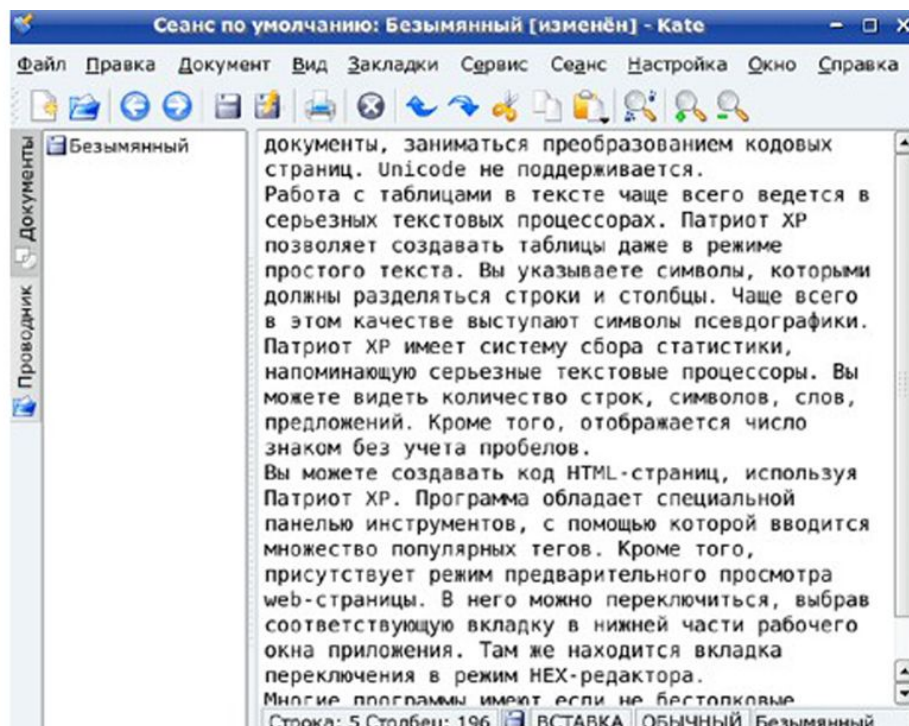 Сеанс по умолчанию: Безымянный [изменён] - Kate
Файл Правка Документ Вид Закладки Сервис Сеанс Настройка Окно Справка
Документы
Проводник
Безымянный
документы, заниматься преобразованием кодовых
страниц. Unicode не поддерживается.
Работа с таблицами в тексте чаще всего ведется в
серьезных текстовых процессорах. Патриот XP
позволяет создавать таблицы даже в режиме
простого текста. Вы указываете символы, которыми
должны разделяться строки и столбцы. Чаще всего
в этом качестве выступают символы псевдографики.
Патриот XP имеет систему сбора статистики,
напоминающую серьезные текстовые процессоры. Вы
можете видеть количество строк, символов, слов,
предложений. Кроме того, отображается число
знаком без учета пробелов.
Вы можете создавать код HTML-страниц, используя
Патриот XP. Программа обладает специальной
панелью инструментов, с помощью которой вводится
множество популярных тегов. Кроме того,
присутствует режим предварительного просмотра
web-страницы. В него можно переключиться, выбрав
соответствующую вкладку в нижней части рабочего
окна приложения. Там же находится вкладка
переключения в режим HEX-редактора.
Многие программы имеют если не бестолковые
Строка: 5 Столбец: 196 ВСТАВКА ОБЫЧНЫЙ Безымянный